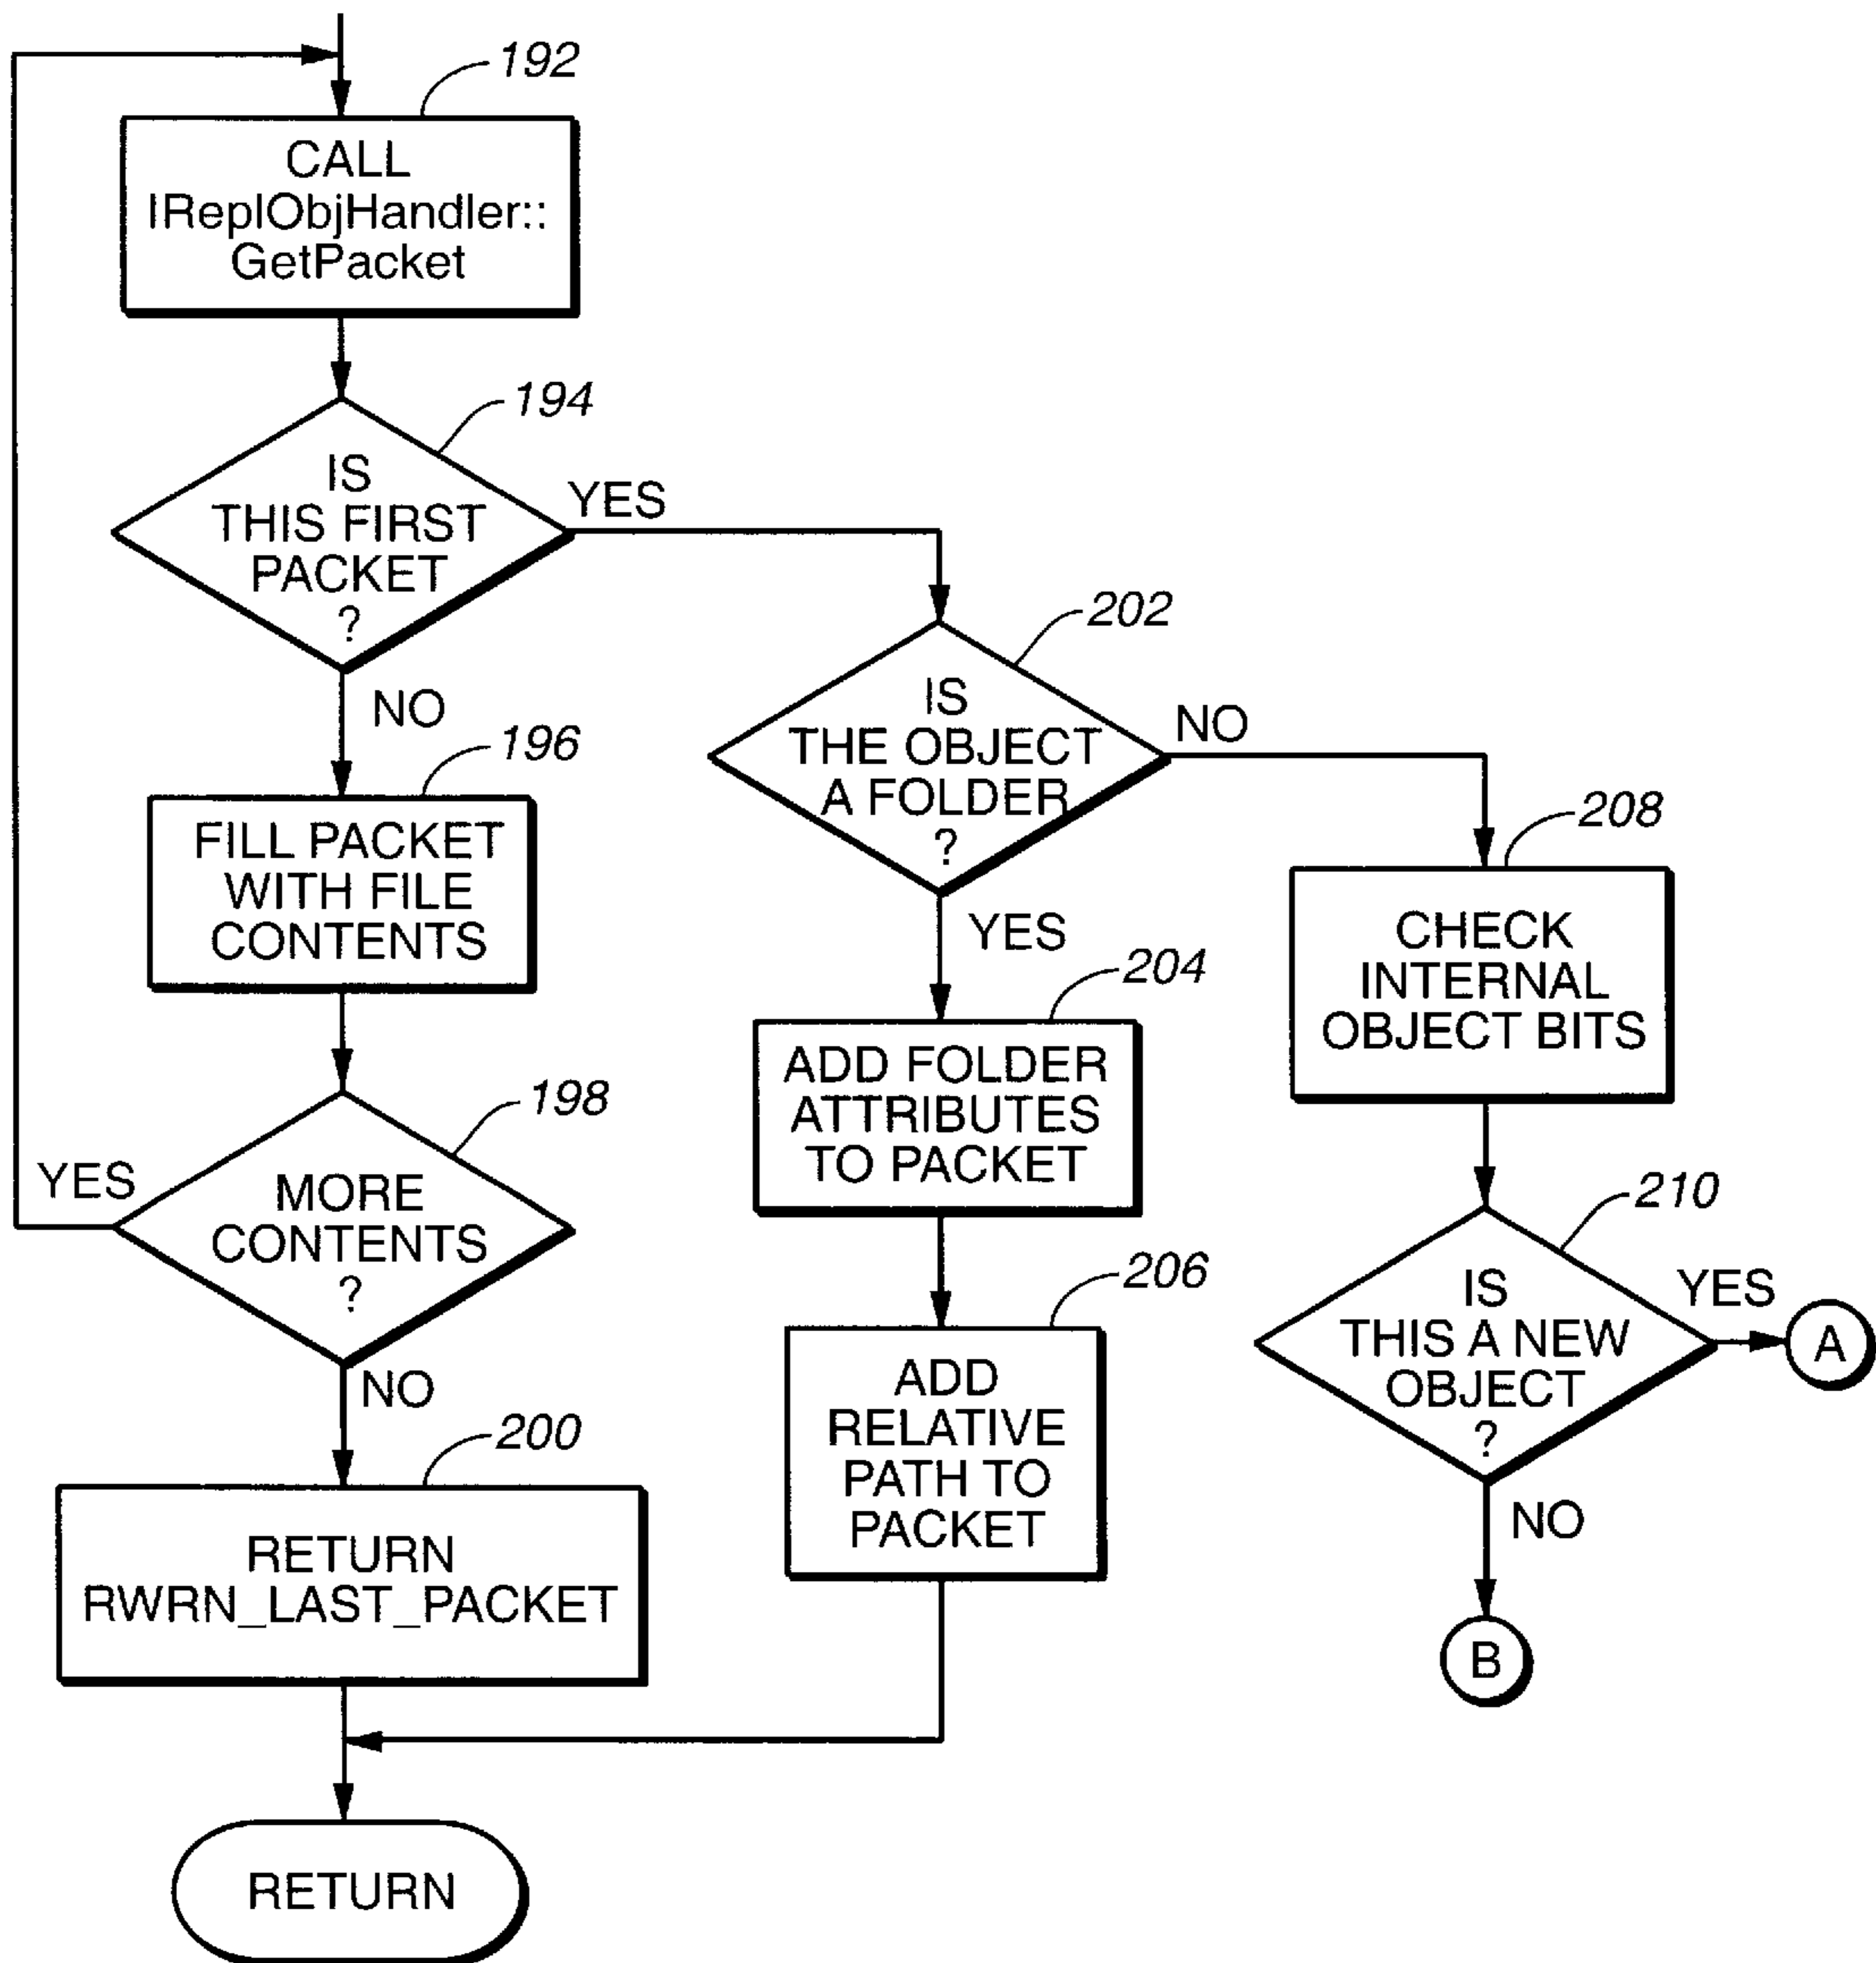 192
CALL
IReplObjHandler::
GetPacket
194
IS
THIS FIRST
PACKET
?
YES
NO
196
FILL PACKET
WITH FILE
CONTENTS
198
MORE
CONTENTS
?
YES
NO
200
RETURN
RWRN_LAST_PACKET
RETURN
202
IS
THE OBJECT
A FOLDER
?
NO
YES
204
ADD FOLDER
ATTRIBUTES
TO PACKET
206
ADD
RELATIVE
PATH TO
PACKET
208
CHECK
INTERNAL
OBJECT BITS
210
IS
THIS A NEW
OBJECT
?
YES
A
NO
B